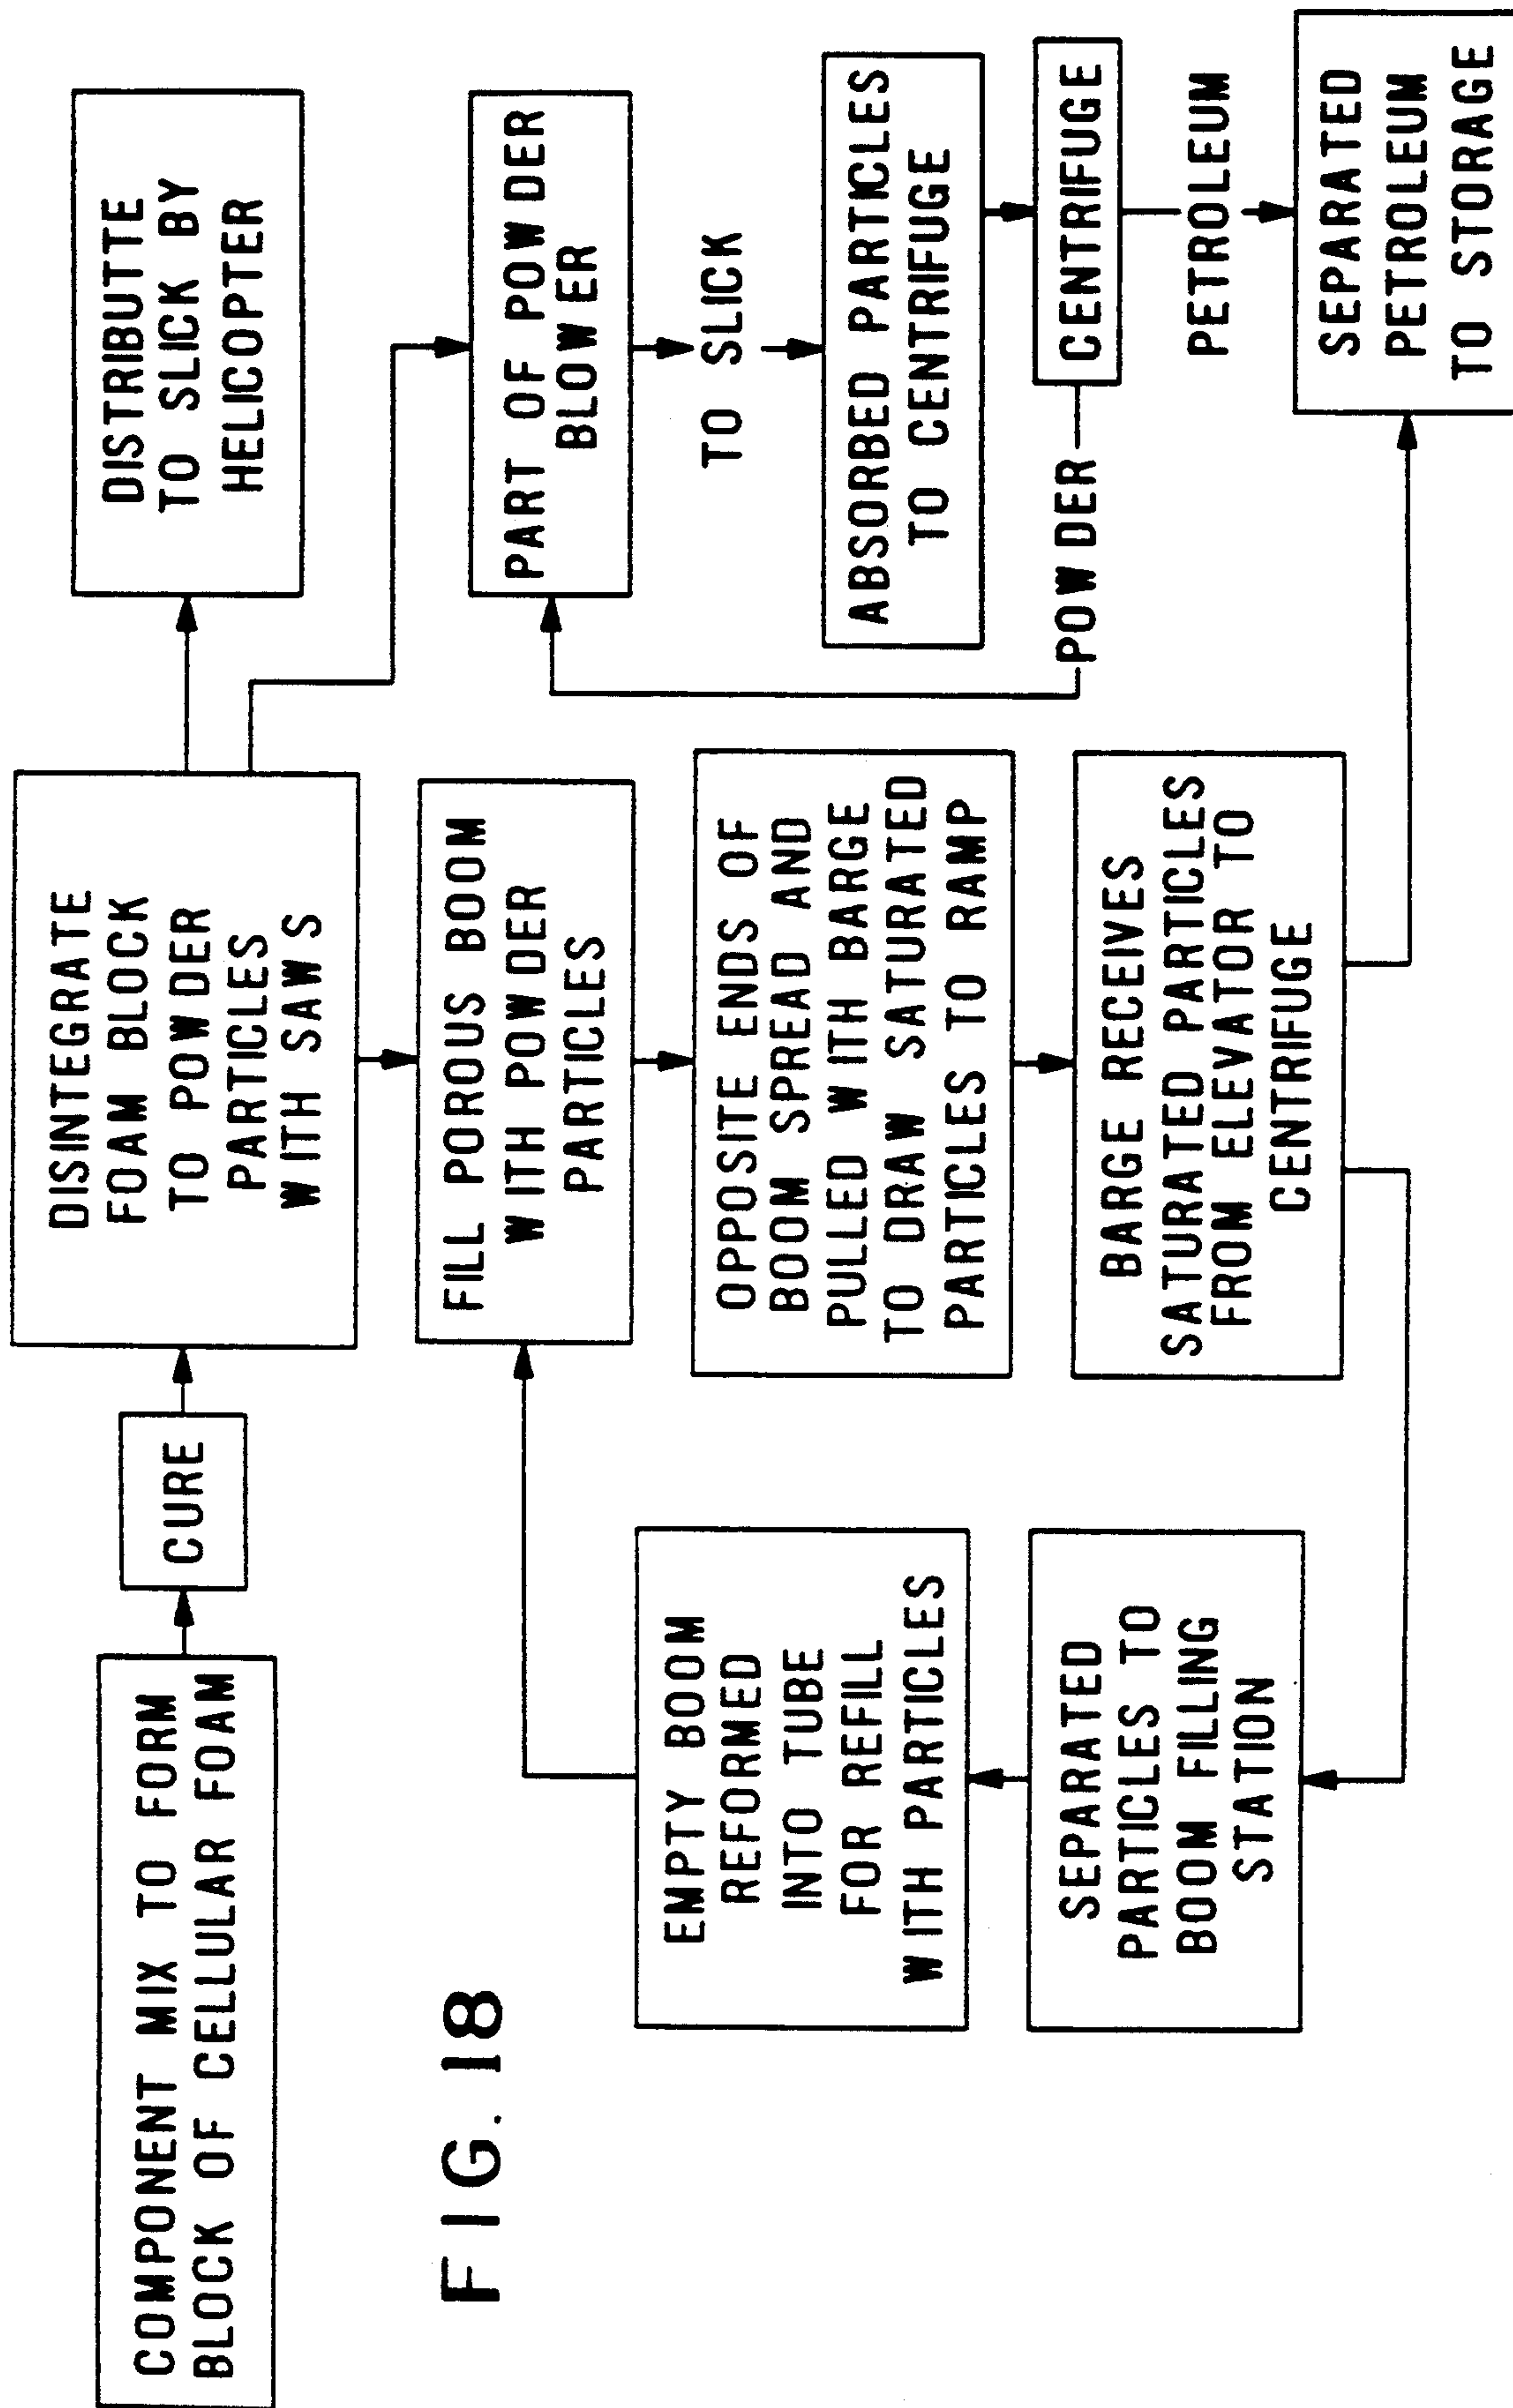 COMPONENT MIX TO FORM
BLOCK OF CELLULAR FOAM
CURE
DISINTEGRATE
FOAM BLOCK
TO POWDER
PARTICLES
WITH SAWS
DISTRIBUTTE
TO SLICK BY
HELICOPTER
FIG. 18
FILL POROUS BOOM
WITH POWDER
PARTICLES
PART OF POWDER
BLOWER
TO SLICK
EMPTY BOOM
REFORMED
INTO TUBE
FOR REFILL
WITH PARTICLES
OPPOSITE ENDS OF
BOOM SPREAD AND
PULLED WITH BARGE
TO DRAW SATURATED
PARTICLES TO RAMP
ABSORBED PARTICLES
TO CENTRIFUGE
POWDER
CENTRIFUGE
PETROLEUM
SEPARATED
PARTICLES TO
BOOM FILLING
STATION
BARGE RECEIVES
SATURATED PARTICLES
FROM ELEVATOR TO
CENTRIFUGE
SEPARATED
PETROLEUM
TO STORAGE